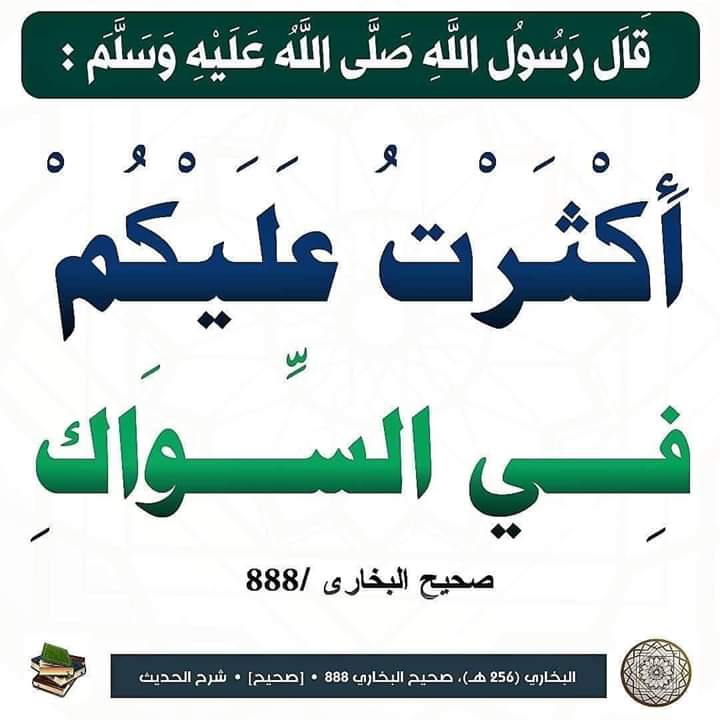 قَالَ رَسُولُ اللَّهِ صَلَّى اللَّهُ عَلَيْهِ وَسَلَّمَ :
أَكْثَرْتُ عَلَيْكُمْ
فِي السِّوَاكِ
صحيح البخارى /888
البخاري (256 هـ)، صحيح البخاري 888 • [صحيح] • شرح الحديث